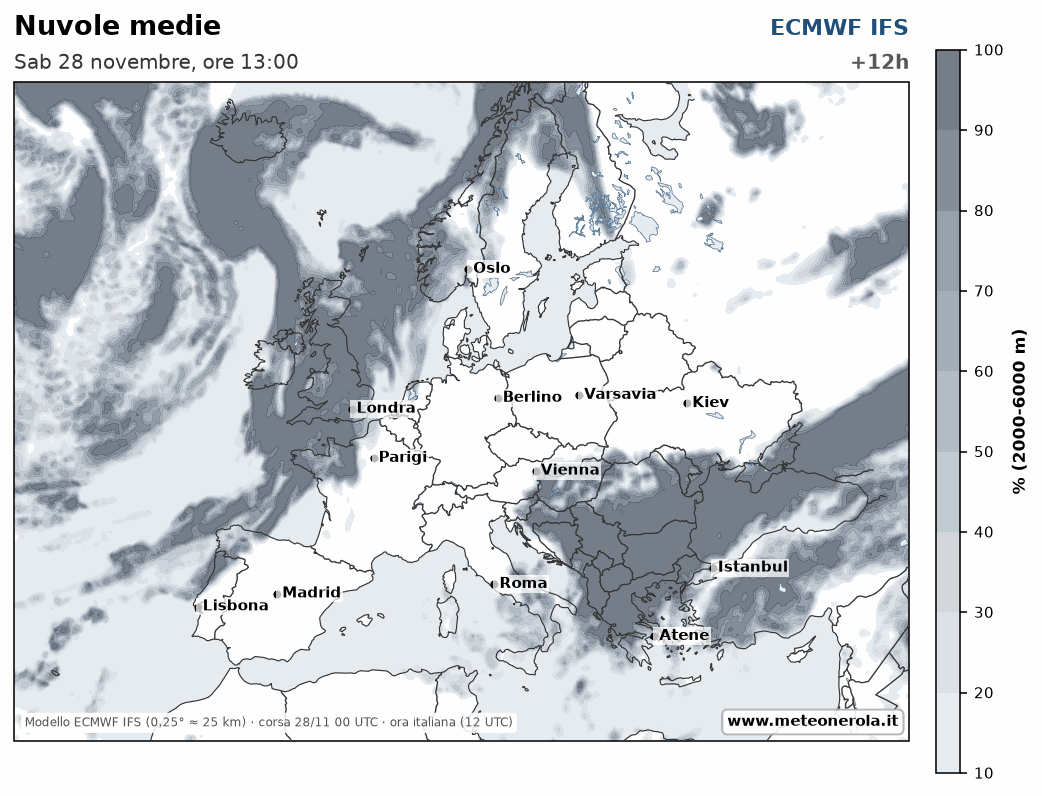 Nuvole medie
ECMWF IFS
Sab 28 novembre, ore 13:00
+12h
100
90
80
70
60
50
40
30
20
10
% (2000-6000 m)
Oslo
Berlino
Varsavia
Kiev
Londra
Parigi
Vienna
Istanbul
Roma
Madrid
Lisbona
Atene
Modello ECMWF IFS (0,25° ≈ 25 km) · corsa 28/11 00 UTC · ora italiana (12 UTC)
www.meteonerola.it